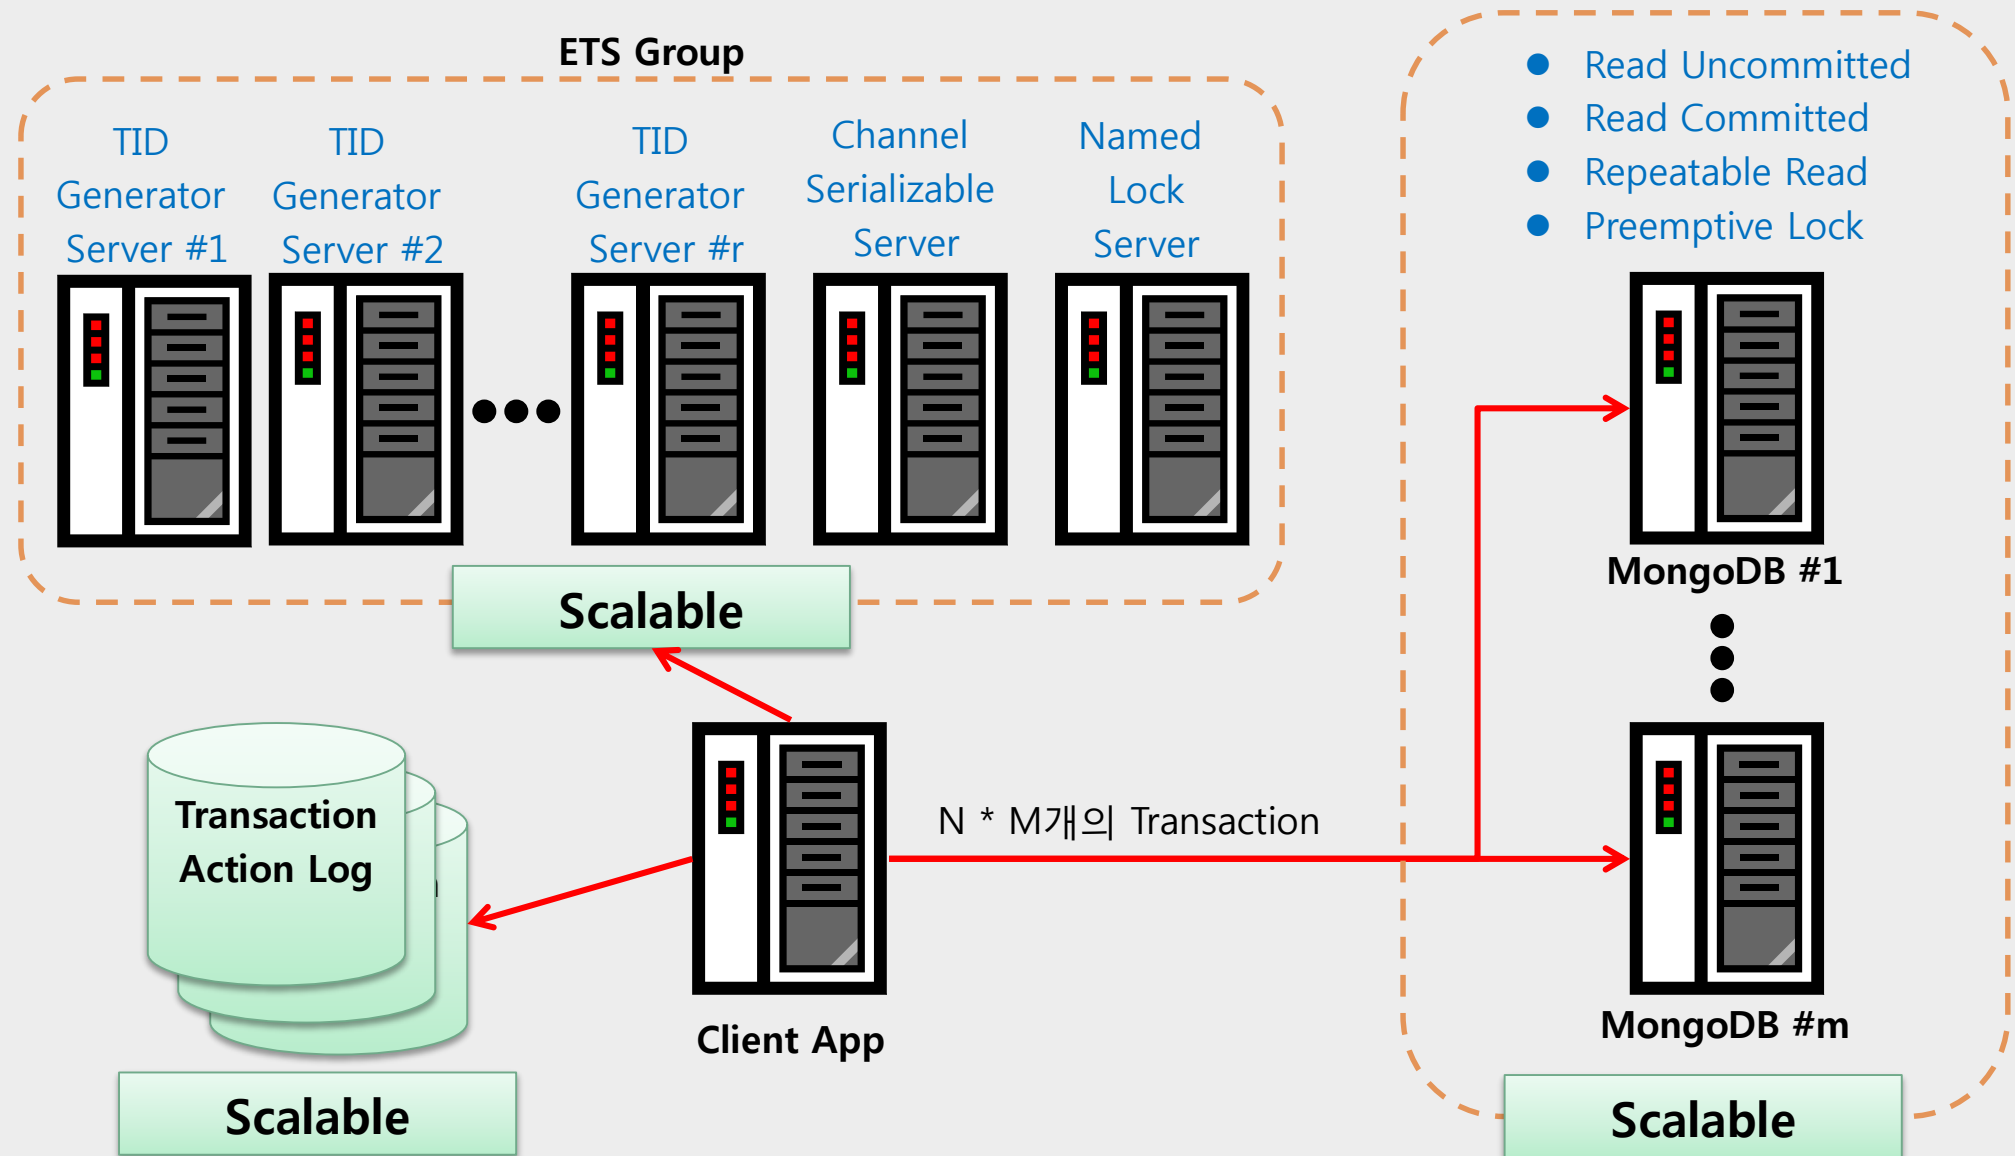 ETS Group
TID
Generator
Server #1
TID
Generator
Server #2
TID
Generator
Server #r
Channel
Serializable
Server
Named
Lock
Server
Scalable
Read Uncommitted
Read Committed
Repeatable Read
Preemptive Lock
MongoDB #1
Transaction
Action Log
Scalable
Client App
N * M개의 Transaction
MongoDB #m
Scalable